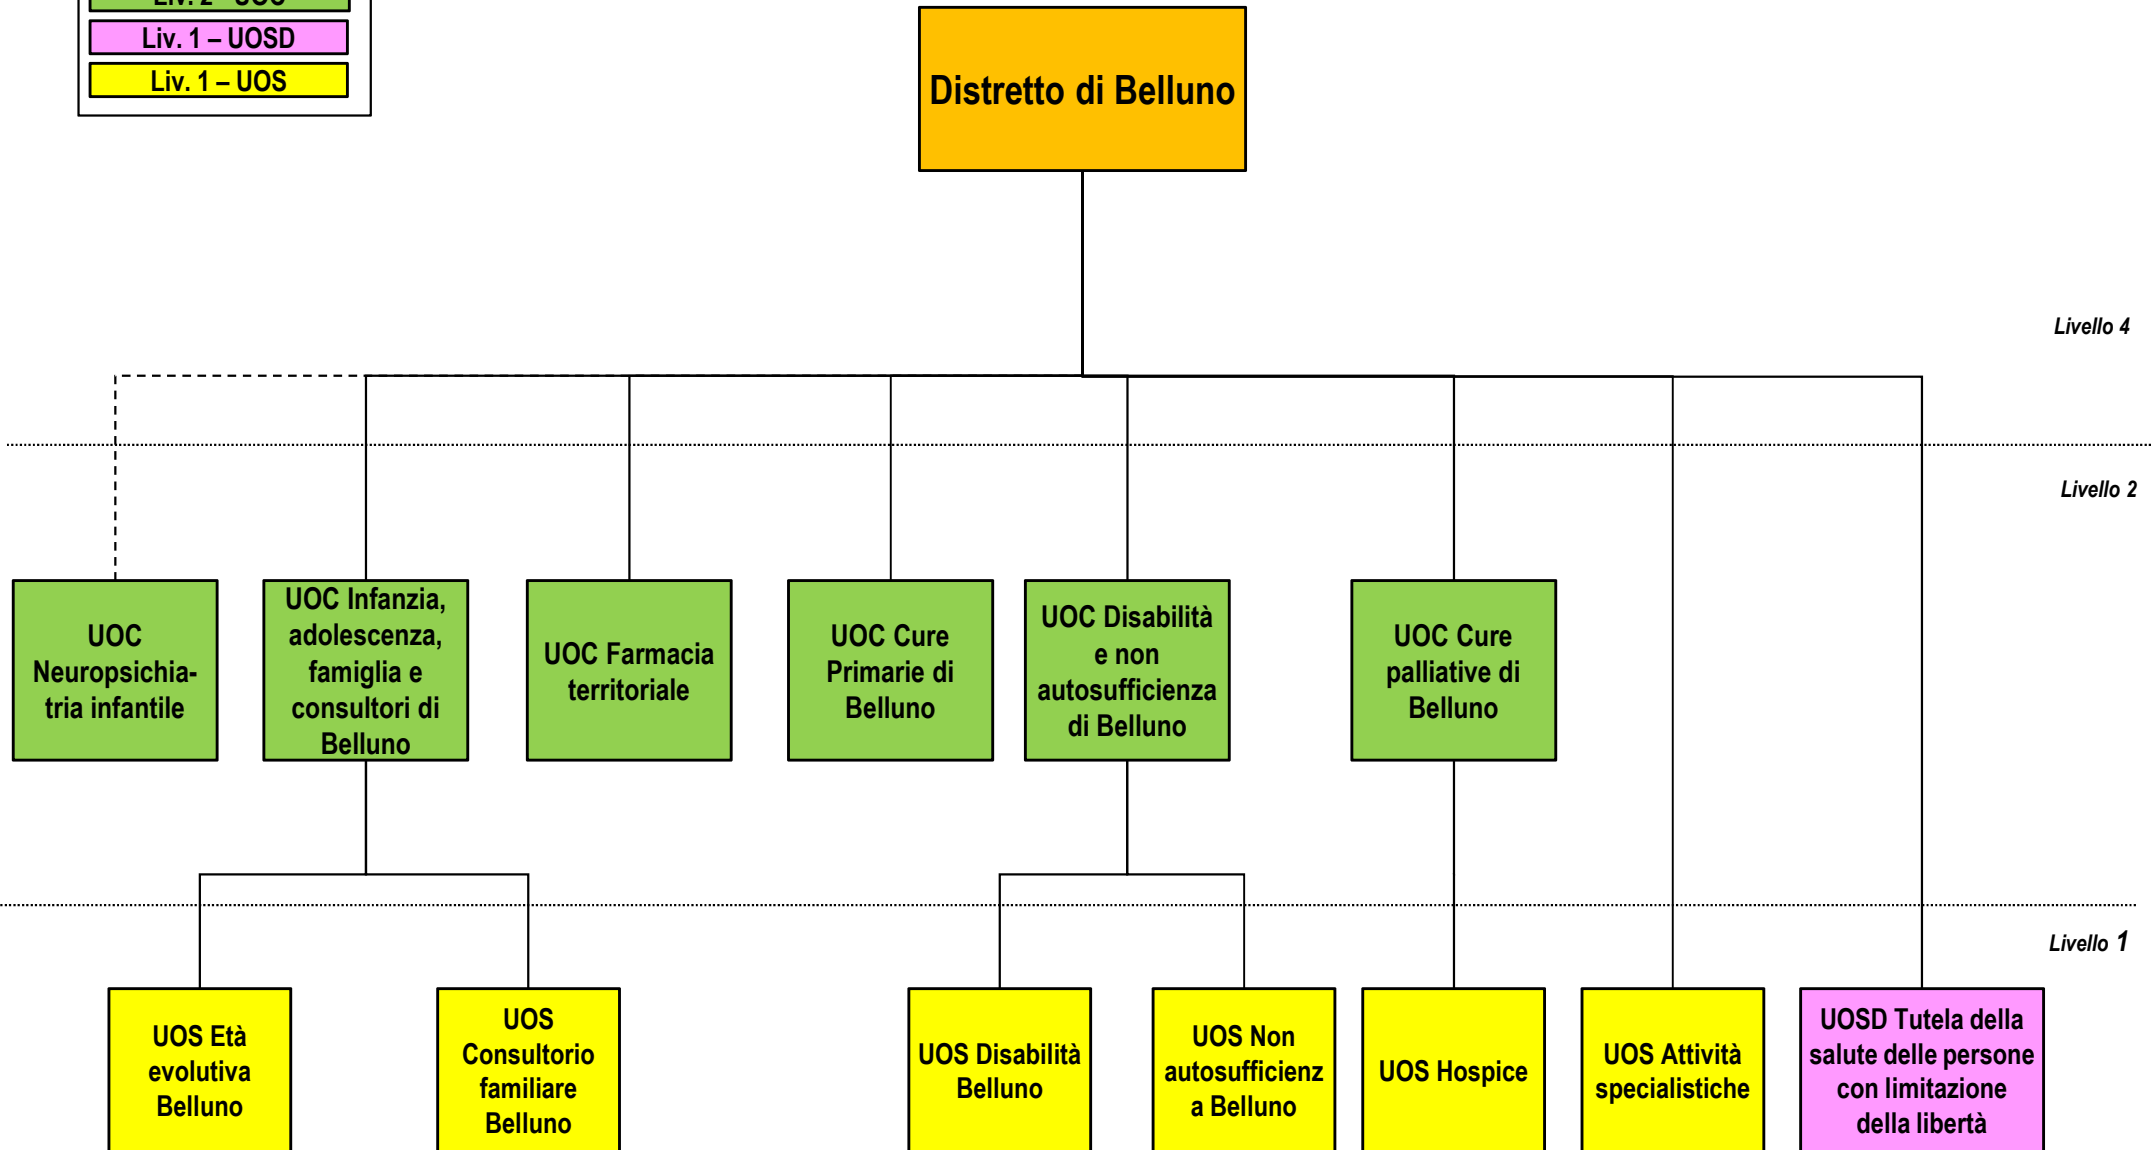 Liv. 2 – UOC
Liv. 1 – UOSD
Liv. 1 – UOS
Distretto di Belluno
Livello 4
Livello 2
UOC
Neuropsichia-
tria infantile
UOC Infanzia,
adolescenza,
famiglia e
consultori di
Belluno
UOC Farmacia
territoriale
UOC Cure
Primarie di
Belluno
UOC Disabilità
e non
autosufficienza
di Belluno
UOC Cure
palliative di
Belluno
Livello 1
UOS Età
evolutiva
Belluno
UOS
Consultorio
familiare
Belluno
UOS Disabilità
Belluno
UOS Non
autosufficienz
a Belluno
UOS Hospice
UOS Attività
specialistiche
UOSD Tutela della
salute delle persone
con limitazione
della libertà